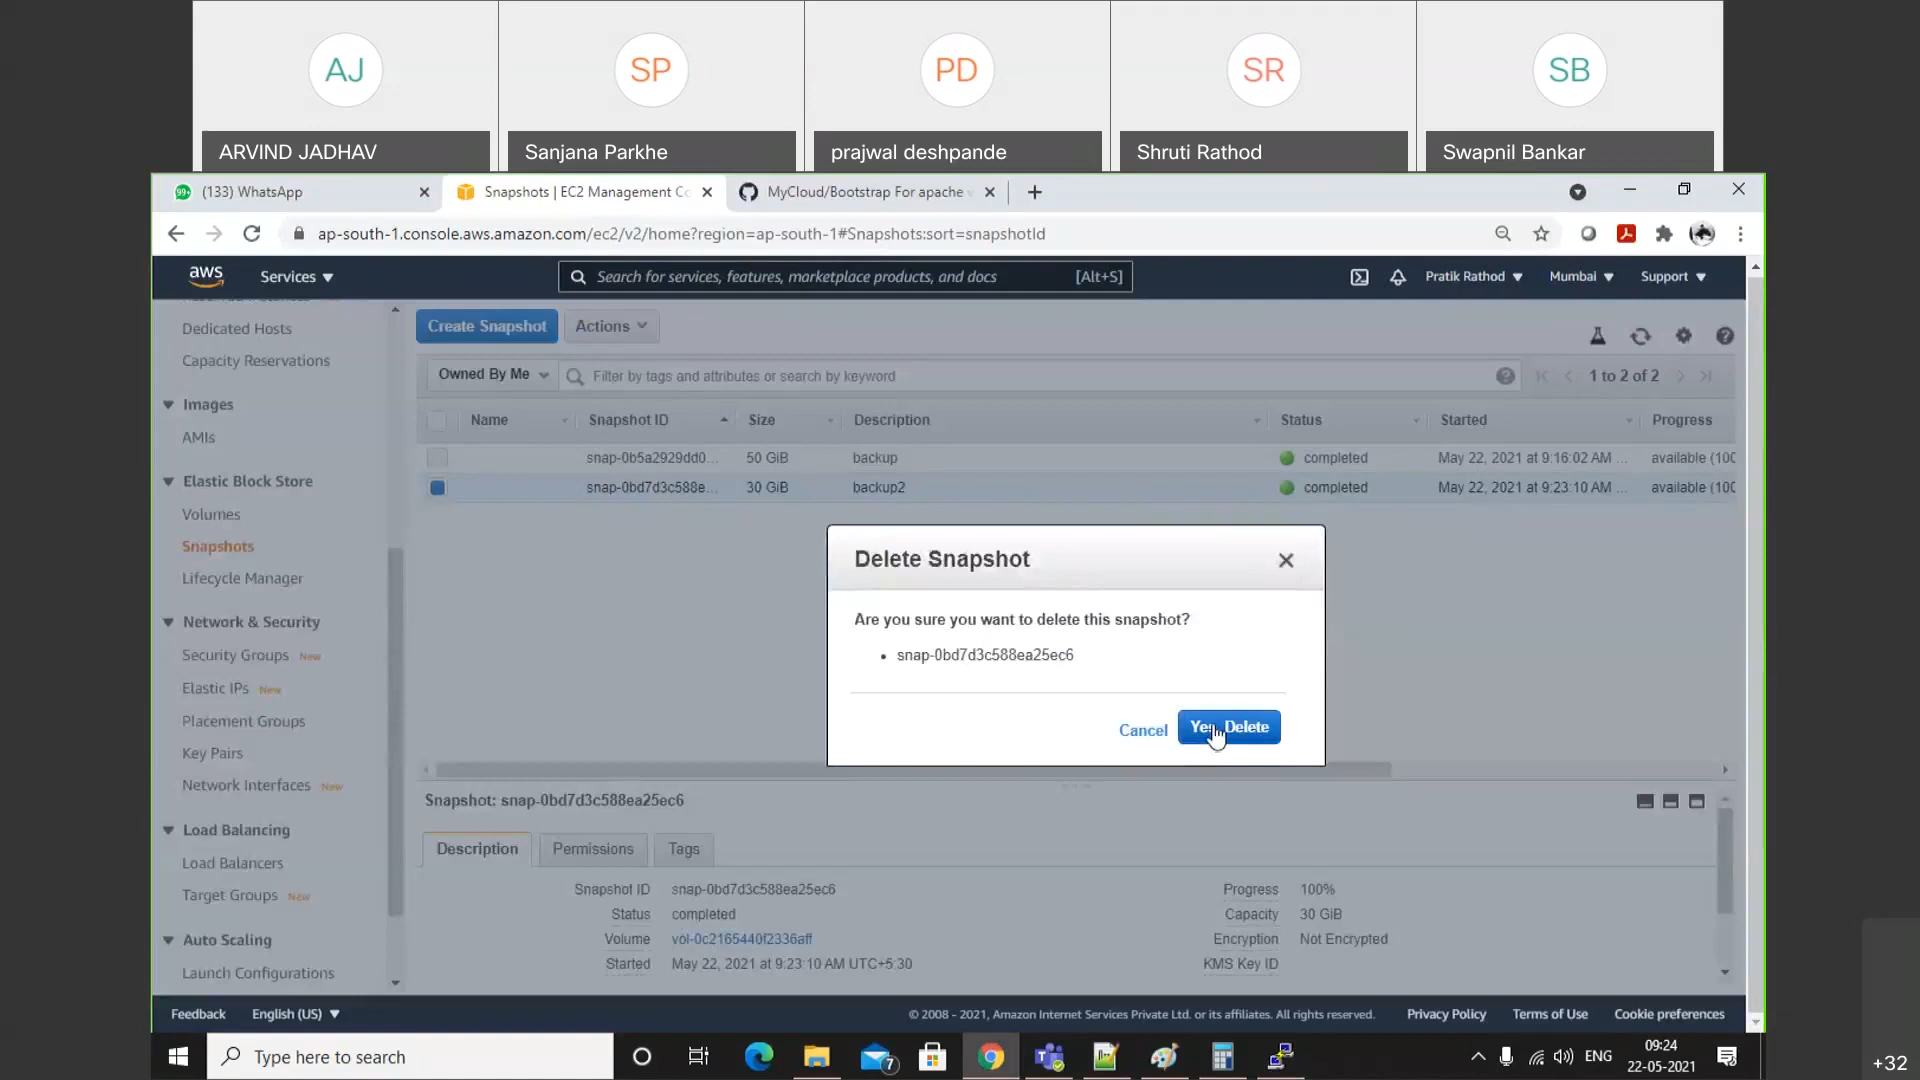 AJ
SP
PD
SR
SB
ARVIND JADHAV
Sanjana Parkhe
prajwal deshpande
Shruti Rathod
Swapnil Bankar
99+
(133) WhatsApp
Snapshots | EC2 Management Co
MyCloud/Bootstrap For apache
ap-south-1.console.aws.amazon.com/ec2/v2/home?region=ap-south-1#Snapshots:sort=snapshotId
aws
Services
Search for services, features, marketplace products, and docs
[Alt+S]
Pratik Rathod
Mumbai
Support
Dedicated Hosts
Capacity Reservations
Images
AMIs
Elastic Block Store
Volumes
Snapshots
Lifecycle Manager
Network & Security
Security Groups New
Elastic IPs New
Placement Groups
Key Pairs
Network Interfaces New
Load Balancing
Load Balancers
Target Groups New
Auto Scaling
Launch Configurations
Create Snapshot
Actions
Owned By Me
Filter by tags and attributes or search by keyword
1 to 2 of 2
Name Snapshot ID Size Description Status Started Progress
snap-0b5a2929dd0... 50 GiB backup completed May 22, 2021 at 9:16:02 AM ... available (100
snap-0bd7d3c588e... 30 GiB backup2 completed May 22, 2021 at 9:23:10 AM ... available (100
Delete Snapshot
Are you sure you want to delete this snapshot?
• snap-0bd7d3c588ea25ec6
Cancel
Delete
Snapshot: snap-0bd7d3c588ea25ec6
Description
Permissions
Tags
Snapshot ID snap-0bd7d3c588ea25ec6
Status completed
Volume vol-0c2165440f2336aff
Started May 22, 2021 at 9:23:10 AM UTC+5:30
Progress 100%
Capacity 30 GiB
Encryption Not Encrypted
KMS Key ID
Feedback
English (US)
© 2008 - 2021, Amazon Internet Services Private Ltd. or its affiliates. All rights reserved.
Privacy Policy
Terms of Use
Cookie preferences
Type here to search
7
ENG
09:24
22-05-2021
+32